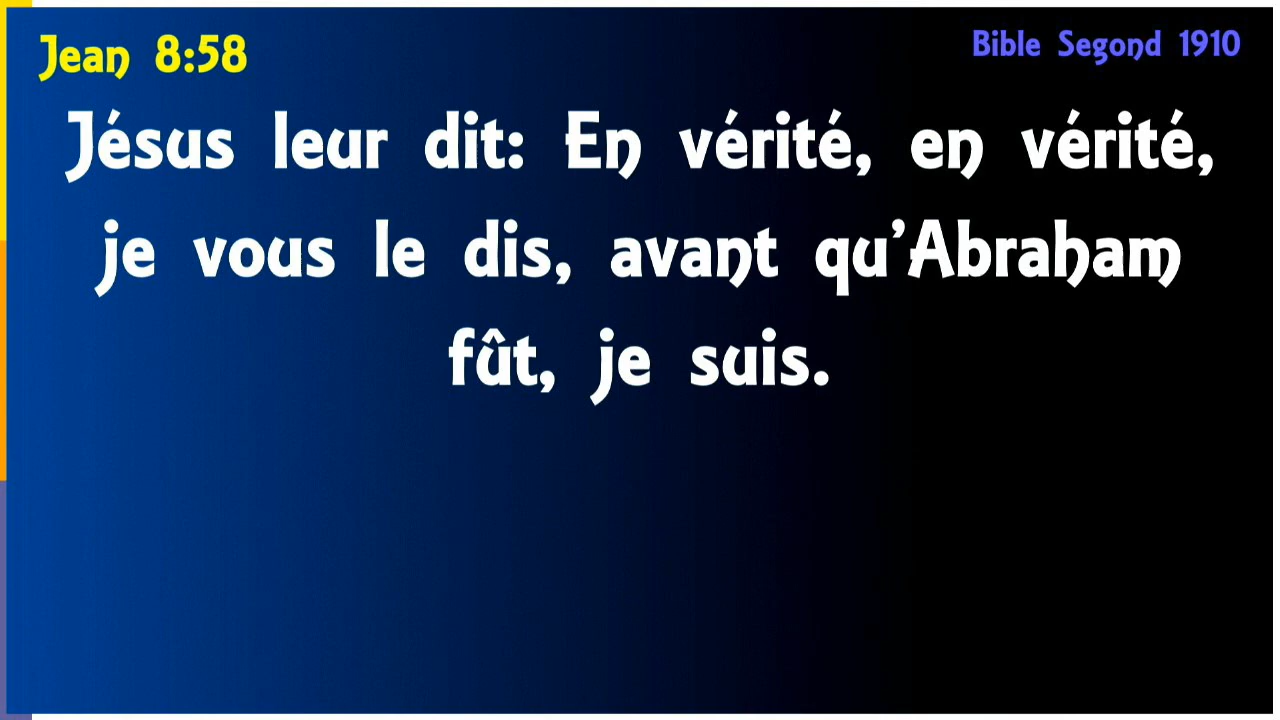 Jean 8:58
Bible Segond 1910
Jésus leur dit: En vérité, en vérité,
je vous le dis, avant qu'Abraham
fût, je suis.